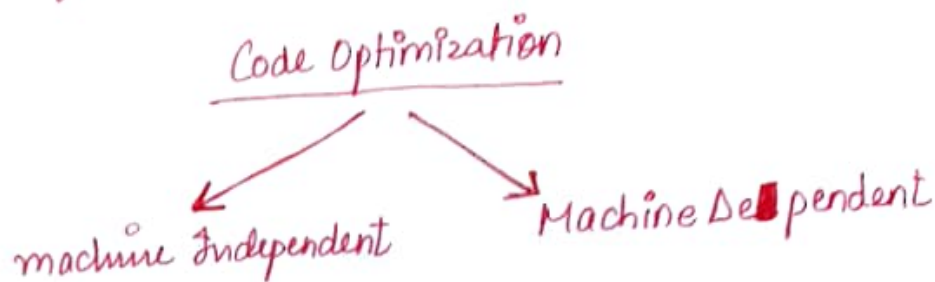 Code Optimization
machine Independent
Machine Dependent